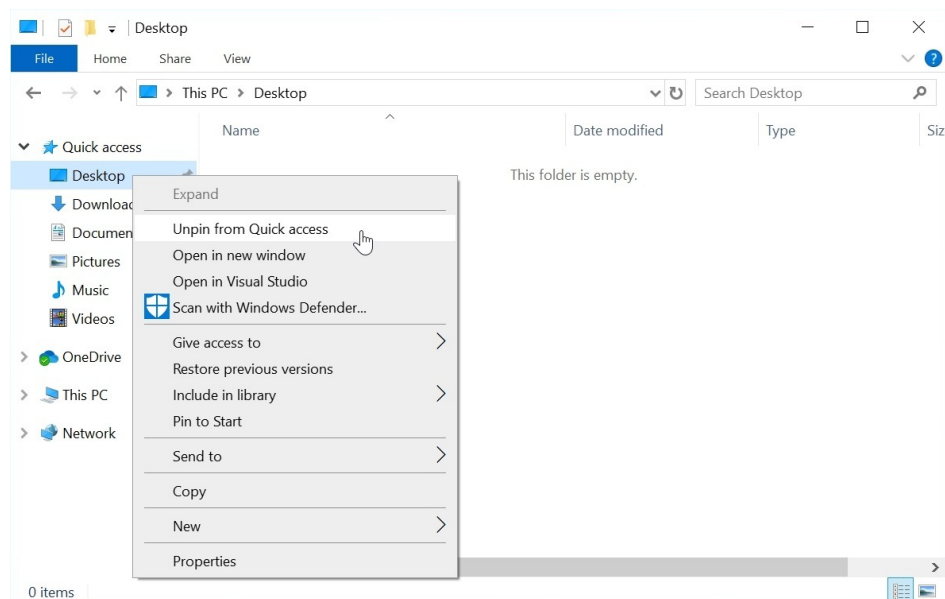 Desktop
File Home Share View
This PC > Desktop
Search Desktop
Name Date modified Type
Quick access
Desktop
This folder is empty.
Pictures
Music
Videos
OneDrive
This PC
Network
Expand
Unpin from Quick access
Open in new window
Open in Visual Studio
Scan with Windows Defender...
Give access to
Restore previous versions
Include in library
Pin to Start
Send to
Copy
New
Properties
0 items